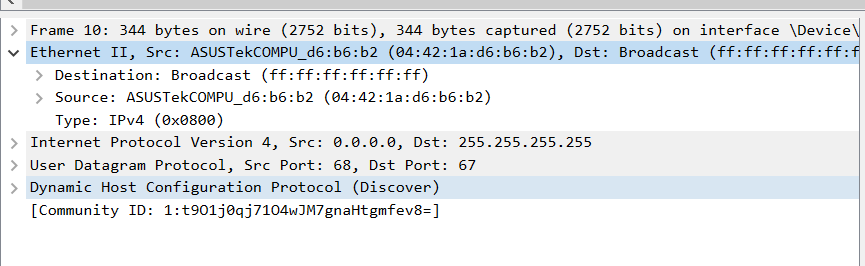 Frame 10: 344 bytes on wire (2752 bits), 344 bytes captured (2752 bits) on interface \Device\
Ethernet II, Src: ASUSTekCOMPU_d6:b6:b2 (04:42:1a:d6:b6:b2), Dst: Broadcast (ff:ff:ff:ff:ff:f
Destination: Broadcast (ff:ff:ff:ff:ff:ff)
Source: ASUSTekCOMPU_d6:b6:b2 (04:42:1a:d6:b6:b2)
Type: IPv4 (0x0800)
Internet Protocol Version 4, Src: 0.0.0.0, Dst: 255.255.255.255
User Datagram Protocol, Src Port: 68, Dst Port: 67
Dynamic Host Configuration Protocol (Discover)
[Community ID: 1:t9O1j0qj71O4wJM7gnaHtgmfev8=]